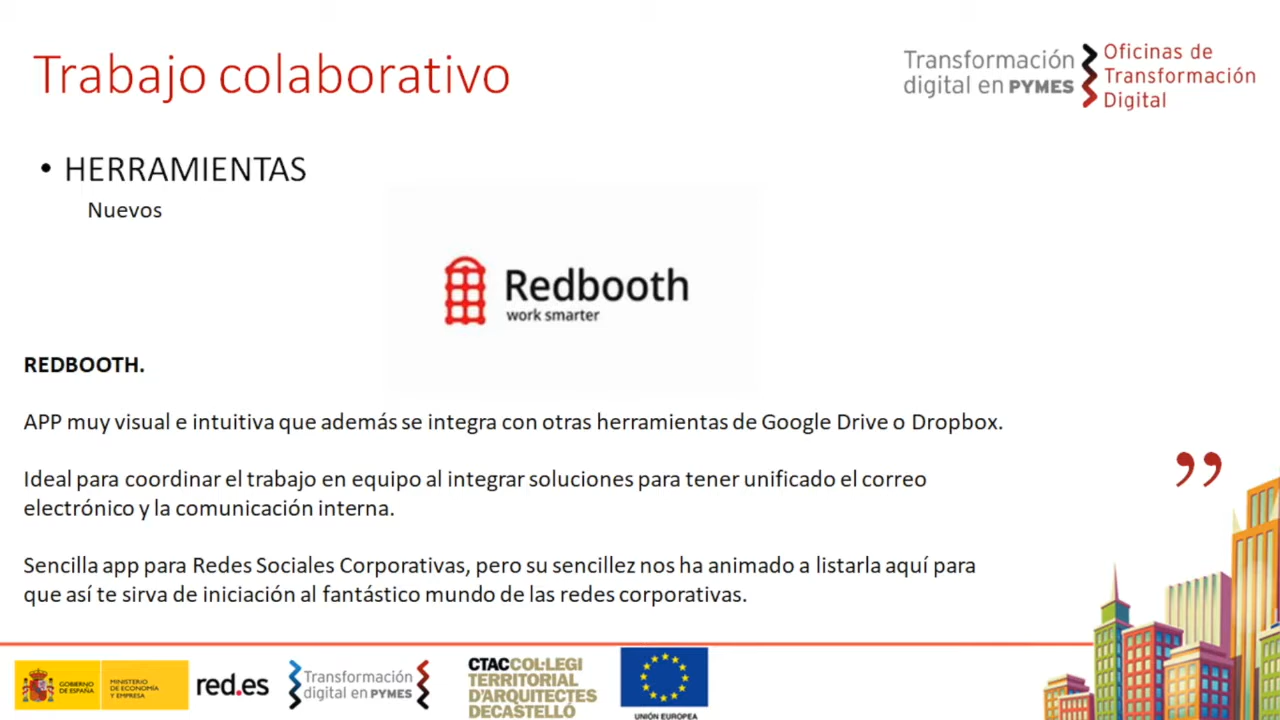 Trabajo colaborativo
Transformación
digital en PYMES
Oficinas de
Transformación
Digital
• HERRAMIENTAS
Nuevos
Redbooth
work smarter
REDBOOTH.
APP muy visual e intuitiva que además se integra con otras herramientas de Google Drive o Dropbox.
Ideal para coordinar el trabajo en equipo al integrar soluciones para tener unificado el correo
electrónico y la comunicación interna.
Sencilla app para Redes Sociales Corporativas, pero su sencillez nos ha animado a listarla aquí para
que así te sirva de iniciación al fantástico mundo de las redes corporativas.
”
GOBIERNO
DE ESPAÑA
MINISTERIO
DE ECONOMÍA
Y EMPRESA
red.es
Transformación
digital en PYMES
CTACCOL·LEGI
TERRITORIAL
D'ARQUITECTES
DECASTELLÓ
UNIÓN EUROPEA